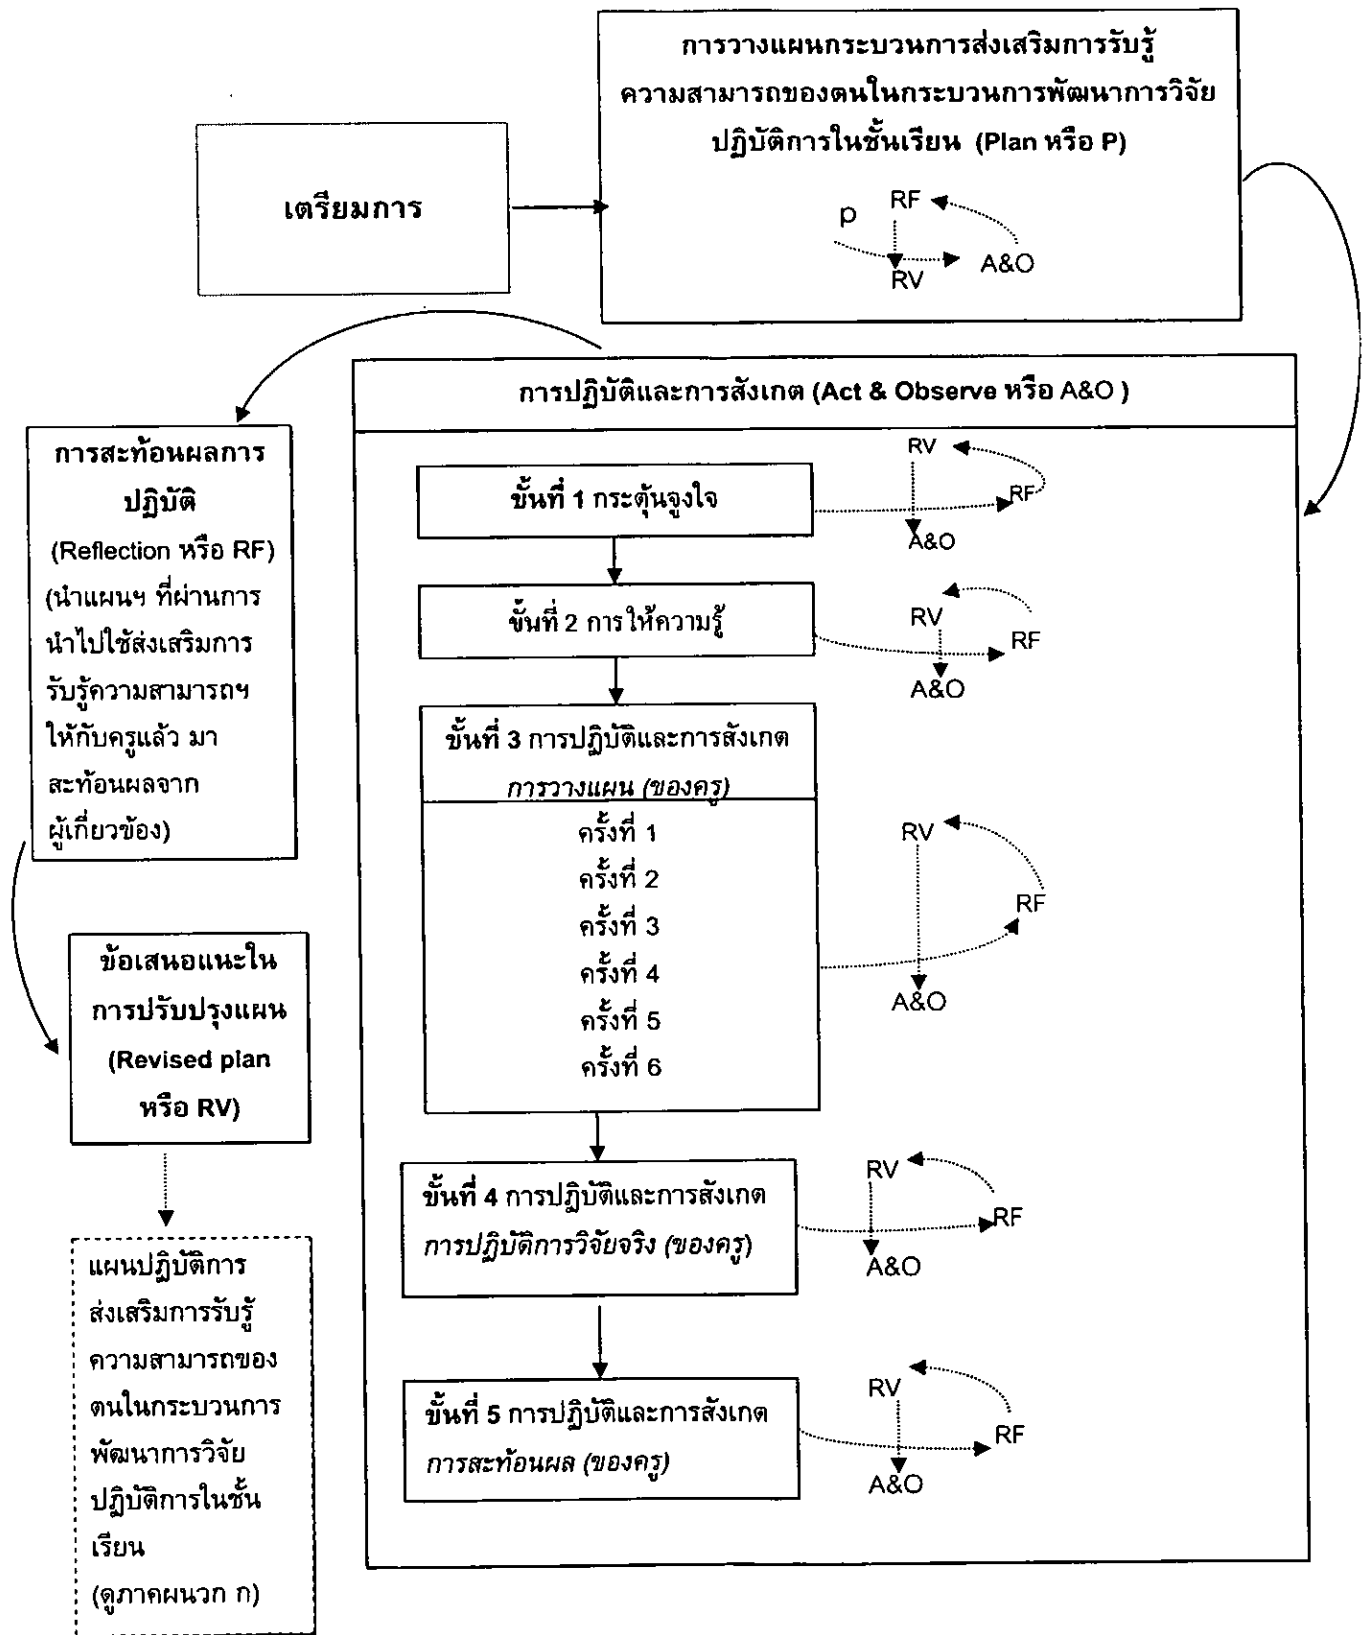 การวางแผนกระบวนการส่งเสริมการรับรู้
ความสามารถของตนในกระบวนการพัฒนาการวิจัย
ปฏิบัติการในชั้นเรียน (Plan หรือ P)
เตรียมการ
RF
p
A&O
RV
การปฏิบัติและการสังเกต (Act & Observe หรือ A&O )
การสะท้อนผลการ
ปฏิบัติ
(Reflection หรือ RF)
(นำแผนฯ ที่ผ่านการ
นำไปใช้ส่งเสริมการ
รับรู้ความสามารถฯ
ให้กับครูแล้ว มา
สะท้อนผลจาก
ผู้เกี่ยวข้อง)
ขั้นที่ 1 กระตุ้นจูงใจ
RV
RF
A&O
ขั้นที่ 2 การให้ความรู้
RV
RF
A&O
ขั้นที่ 3 การปฏิบัติและการสังเกต
การวางแผน (ของครู)
ครั้งที่ 1
ครั้งที่ 2
ครั้งที่ 3
ครั้งที่ 4
ครั้งที่ 5
ครั้งที่ 6
RV
RF
A&O
ข้อเสนอแนะใน
การปรับปรุงแผน
(Revised plan
หรือ RV)
ขั้นที่ 4 การปฏิบัติและการสังเกต
การปฏิบัติการวิจัยจริง (ของครู)
RV
RF
A&O
แผนปฏิบัติการ
ส่งเสริมการรับรู้
ความสามารถของ
ตนในกระบวนการ
พัฒนาการวิจัย
ปฏิบัติการในชั้น
เรียน
(ดูภาคผนวก ก)
ขั้นที่ 5 การปฏิบัติและการสังเกต
การสะท้อนผล (ของครู)
RV
RF
A&O